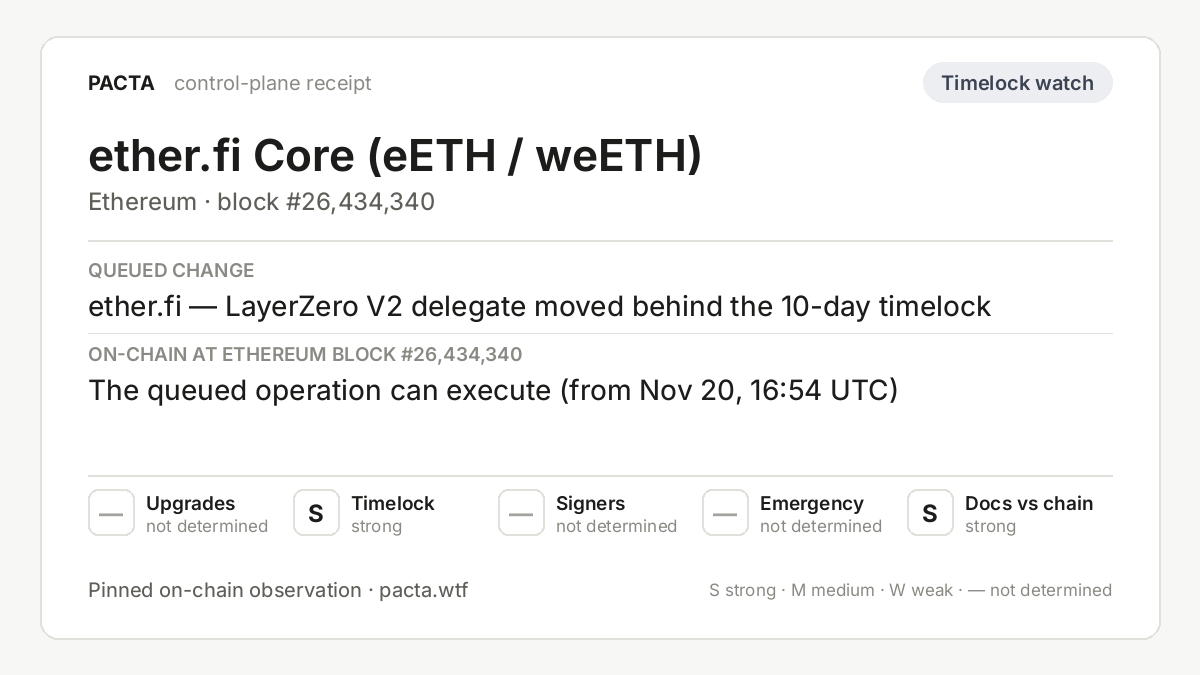 PACTA control-plane receipt
Timelock watch
ether.fi Core (eETH / weETH)
Ethereum · block #26,434,340
QUEUED CHANGE
ether.fi — LayerZero V2 delegate moved behind the 10-day timelock
ON-CHAIN AT ETHEREUM BLOCK #26,434,340
The queued operation can execute (from Nov 20, 16:54 UTC)
— Upgrades
not determined
S Timelock
strong
— Signers
not determined
— Emergency
not determined
S Docs vs chain
strong
Pinned on-chain observation · pacta.wtf
S strong · M medium · W weak · — not determined